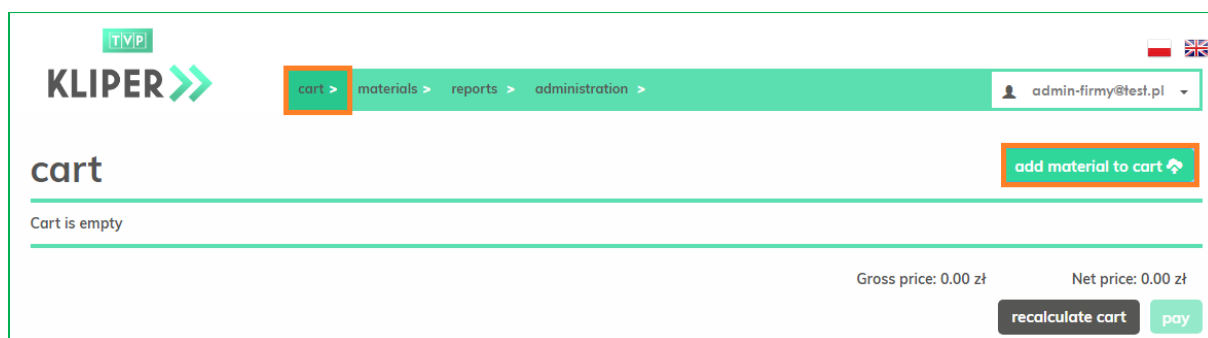 TVP
KLIPER
cart > materials > reports > administration > admin-firmy@test.pl
cart
add material to cart
Cart is empty
Gross price: 0.00 zł Net price: 0.00 zł
recalculate cart pay